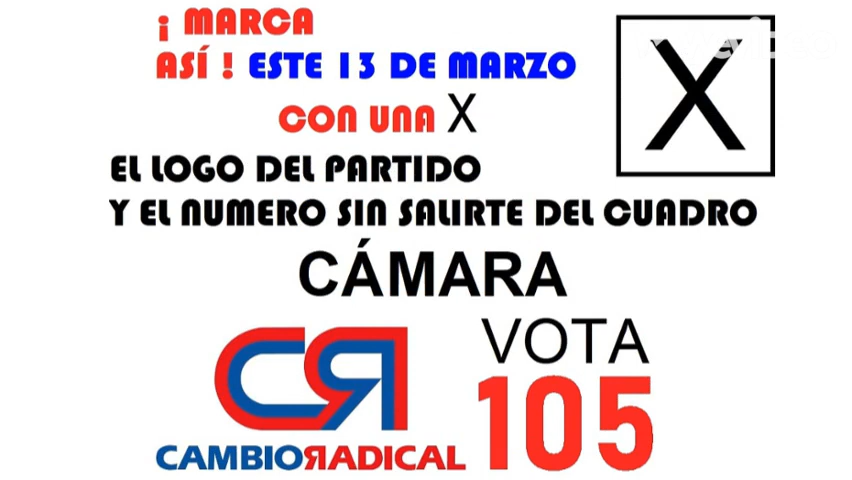 ¡ MARCA
ASÍ ! ESTE 13 DE MARZO
CON UNA X
X
EL LOGO DEL PARTIDO
Y EL NUMERO SIN SALIRTE DEL CUADRO
CÁMARA
CR
VOTA
105
CAMBIO RADICAL